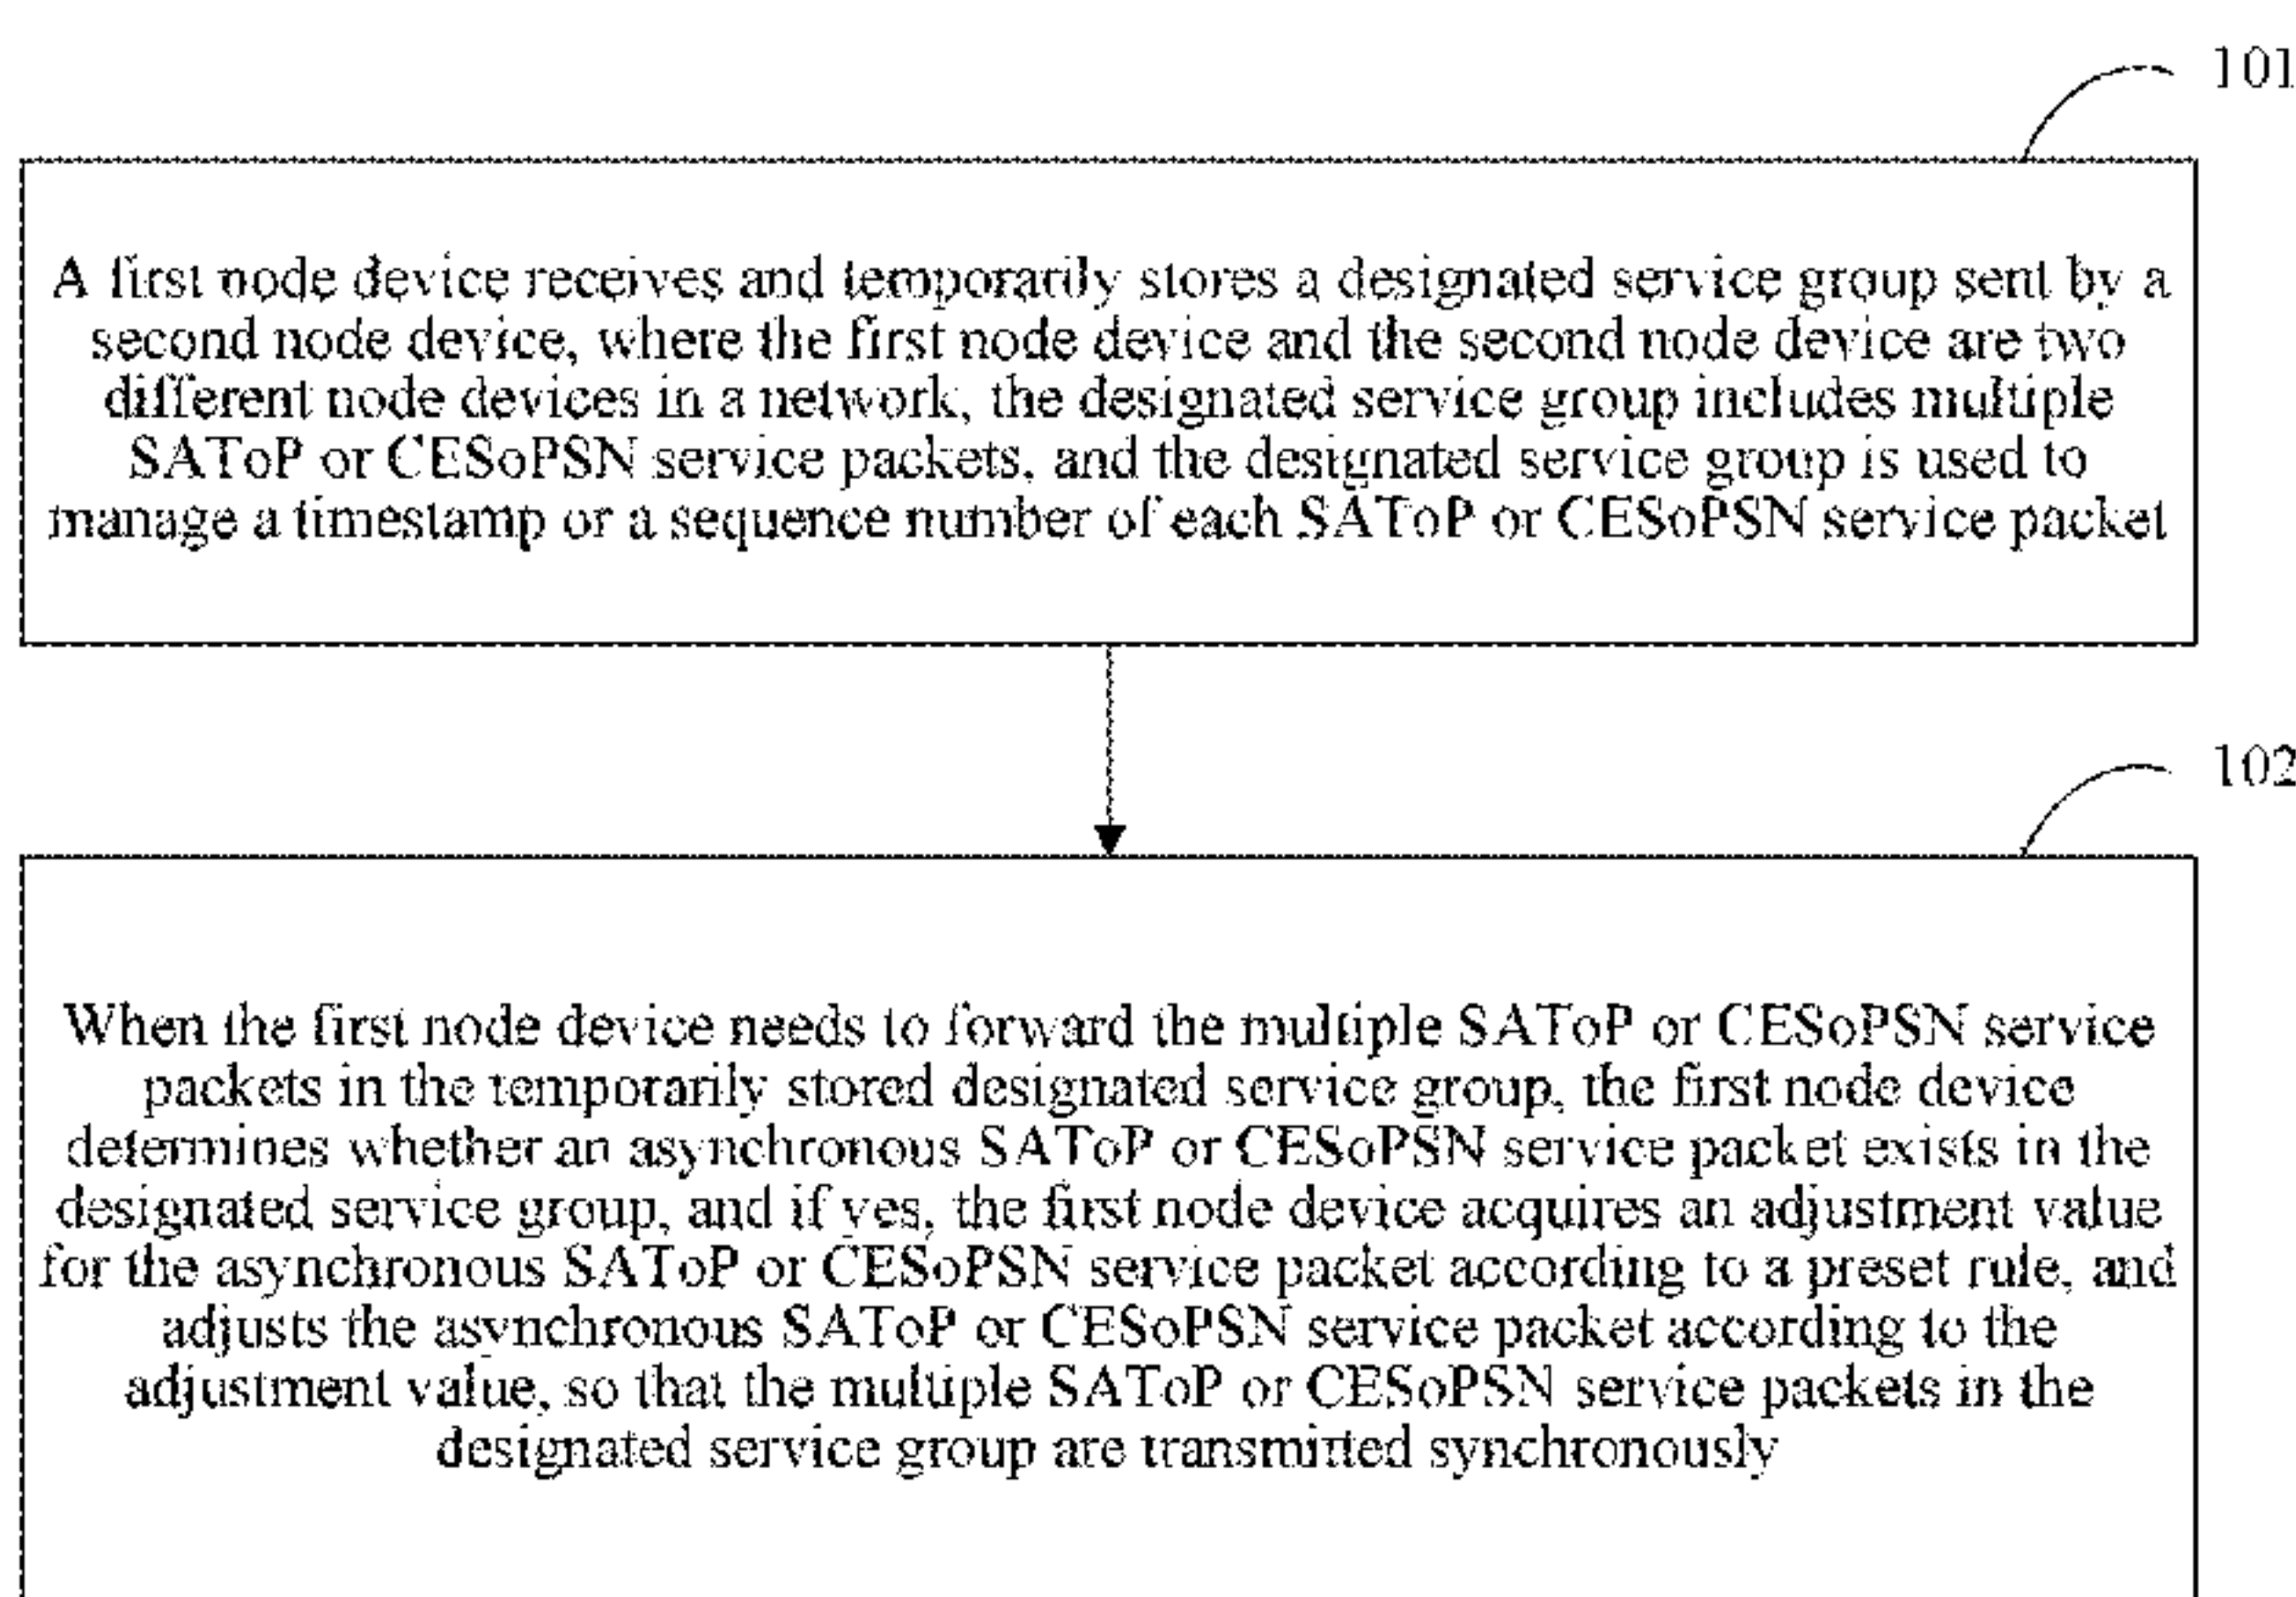 101
A first node device receives and temporarily stores a designated service group sent by a
second node device, where the first node device and the second node device are two
different node devices in a network, the designated service group includes multiple
SAToP or CESoPSN service packets, and the designated service group is used to
manage a timestamp or a sequence number of each SAToP or CESoPSN service packet
102
When the first node device needs to forward the multiple SAToP or CESoPSN service
packets in the temporarily stored designated service group, the first node device
determines whether an asynchronous SAToP or CESoPSN service packet exists in the
designated service group, and if yes, the first node device acquires an adjustment value
for the asynchronous SAToP or CESoPSN service packet according to a preset rule, and
adjusts the asynchronous SAToP or CESoPSN service packet according to the
adjustment value, so that the multiple SAToP or CESoPSN service packets in the
designated service group are transmitted synchronously